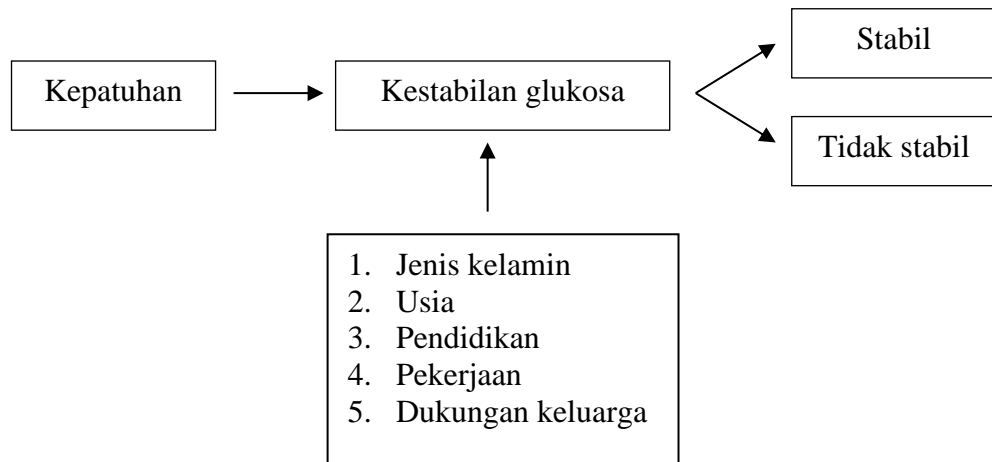 Kepatuhan
Kestabilan glukosa
Stabil
Tidak stabil
1. Jenis kelamin
2. Usia
3. Pendidikan
4. Pekerjaan
5. Dukungan keluarga